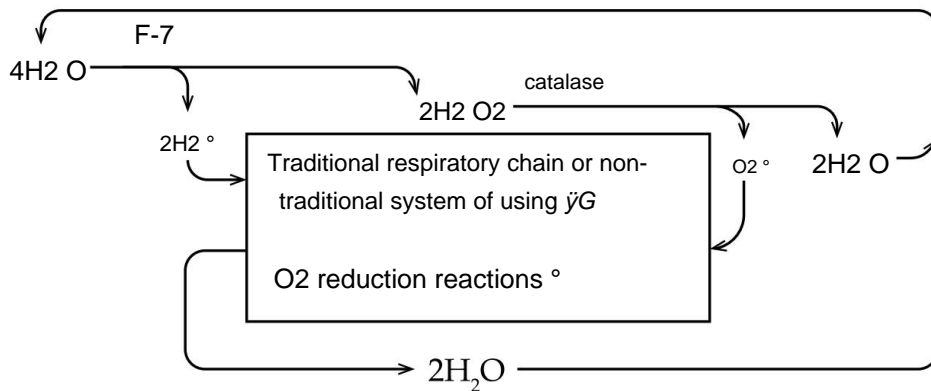 F-7
4H2 O
catalase
2H2 O2
2H2 °
O2 °
2H2 O
Traditional respiratory chain or non-
traditional system of using ÿG
O2 reduction reactions °
2H₂O